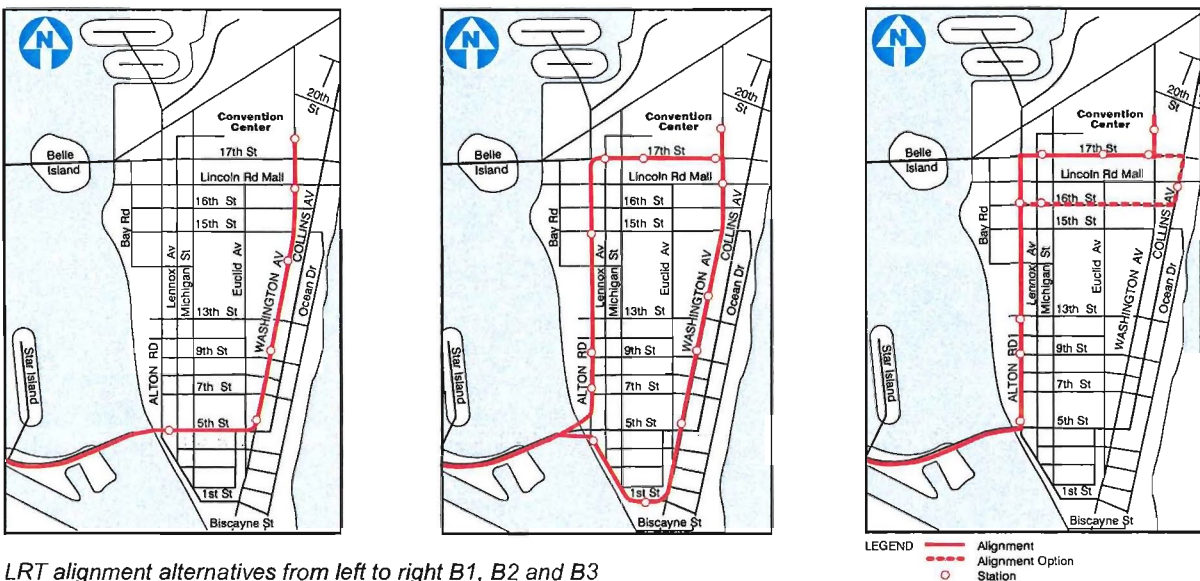 N
20th
St
Convention
Center
17th St
Belle
Island
Lincoln Rd Mall
16th St
15th St
Bay Rd
Lennox Av
Michigan St
Euclid Av
WASHINGTON AV
COLLINS AV
Ocean Dr
13th St
ALTON RD
9th St
7th St
Star Island
5th St
1st St
Biscayne St
N
20th
St
Convention
Center
17th St
Belle
Island
Lincoln Rd Mall
16th St
15th St
Bay Rd
Lennox Av
Michigan St
Euclid Av
WASHINGTON AV
COLLINS AV
Ocean Dr
13th St
ALTON RD
9th St
7th St
Star Island
5th St
1st St
Biscayne St
N
20th
St
Convention
Center
17th St
Belle
Island
Lincoln Rd Mall
16th St
15th St
Bay Rd
Lennox Av
Michigan St
Euclid Av
WASHINGTON AV
COLLINS AV
Ocean Dr
13th St
ALTON RD
9th St
7th St
Star Island
5th St
1st St
Biscayne St
LEGEND
Alignment
Alignment Option
Station
LRT alignment alternatives from left to right B1, B2 and B3